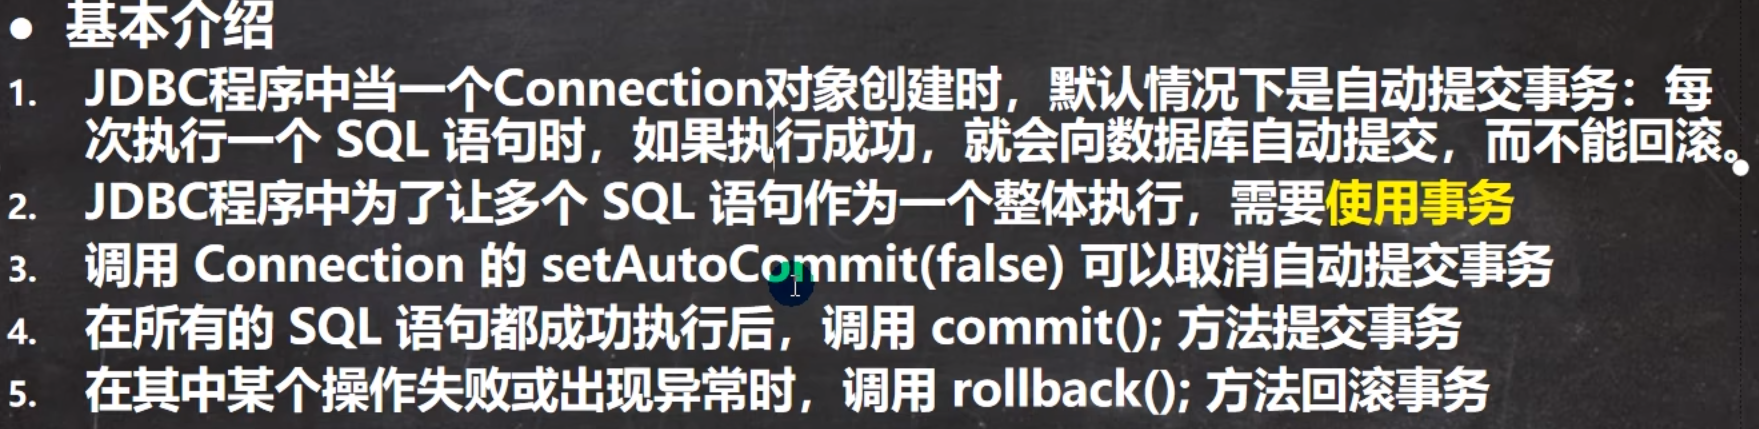 ● 基本介绍
1. JDBC程序中当一个Connection对象创建时，默认情况下是自动提交事务：每
次执行一个 SQL 语句时，如果执行成功，就会向数据库自动提交，而不能回滚。
2. JDBC程序中为了让多个 SQL 语句作为一个整体执行，需要使用事务
3. 调用 Connection 的 setAutoCommit(false) 可以取消自动提交事务
4. 在所有的 SQL 语句都成功执行后，调用 commit(); 方法提交事务
5. 在其中某个操作失败或出现异常时，调用 rollback(); 方法回滚事务